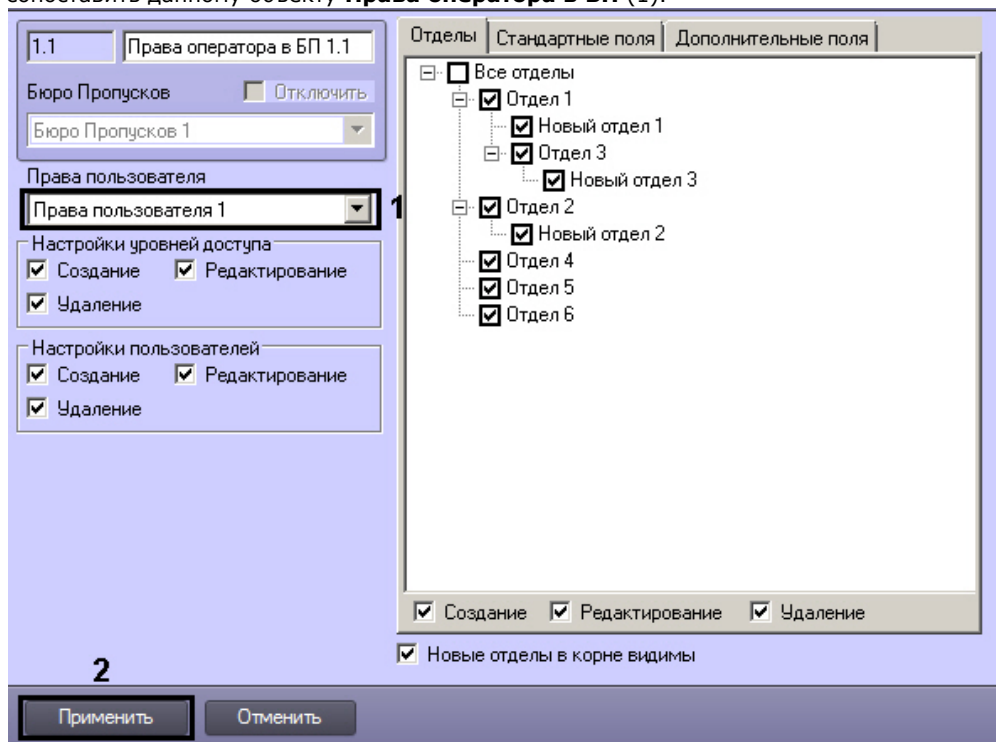 сопоставить данному объекту Права оператора в БП (1).
1.1 Права оператора в БП 1.1
Бюро Пропусков Отключить
Бюро Пропусков 1
Права пользователя
Права пользователя 1
1
Настройки уровней доступа
Создание Редактирование
Удаление
Настройки пользователей
Создание Редактирование
Удаление
Отделы Стандартные поля Дополнительные поля
Все отделы
Отдел 1
Новый отдел 1
Отдел 3
Новый отдел 3
Отдел 2
Новый отдел 2
Отдел 4
Отдел 5
Отдел 6
Создание Редактирование Удаление
Новые отделы в корне видимы
2
Применить Отменить